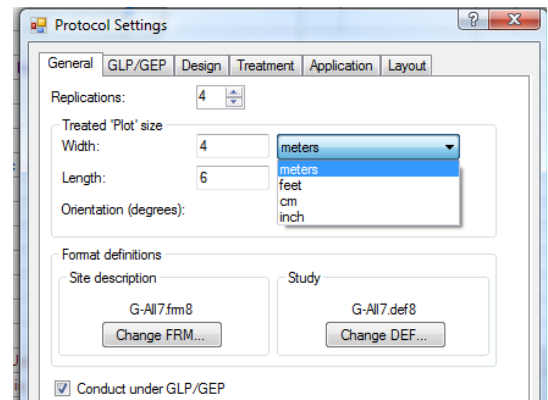 Protocol Settings
General GLP/GEP Design Treatment Application Layout
Replications: 4
Treated 'Plot' size
Width: 4 meters
meters
Length: 6
feet
cm
Orientation (degrees):
inch
Format definitions
Site description Study
G-All7.frm8 G-All7.def8
Change FRM... Change DEF...
Conduct under GLP/GEP